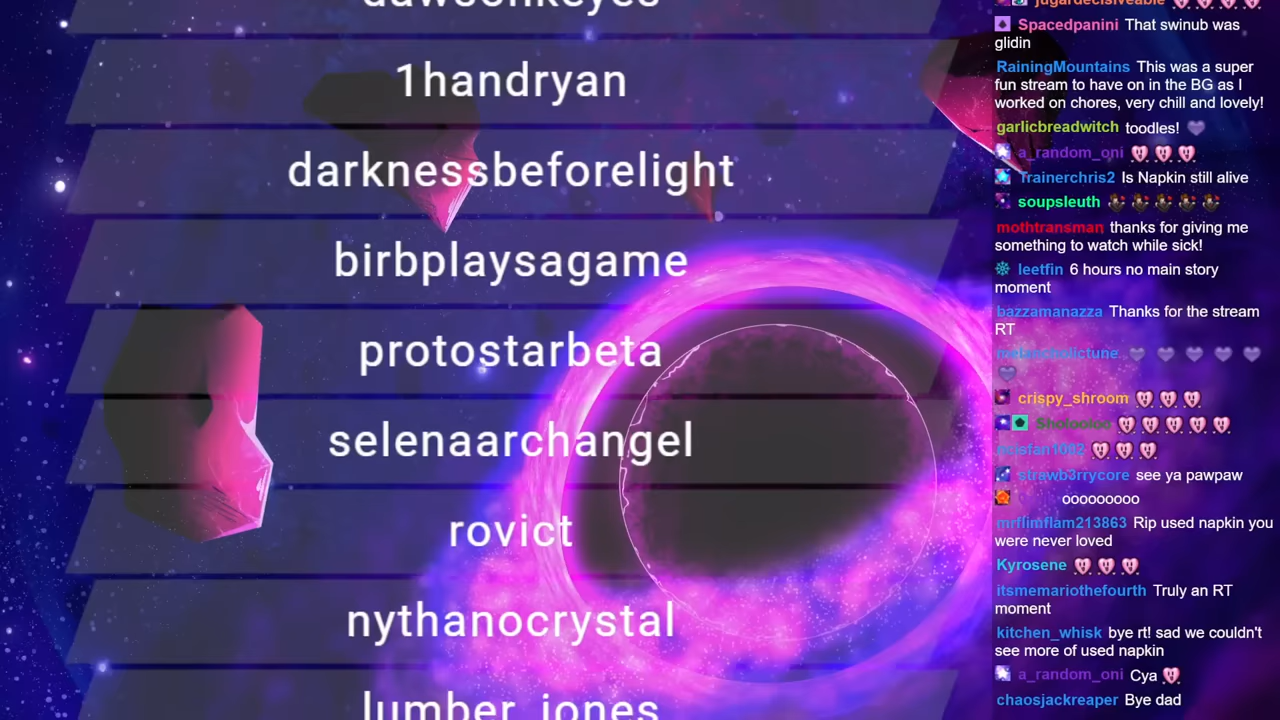 dawsonkeyes
1handryan
darknessbeforelight
birbplaysagame
protostarbeta
selenaarchangel
rovict
nythanocrystal
lumber_jones
jugardecisiveable
Spacedpanini That swinub was
glidin
RainingMountains This was a super
fun stream to have on in the BG as I
worked on chores, very chill and lovely!
garlicbreadwitch toodles!
a_random_oni
Trainerchris2 Is Napkin still alive
soupsleuth
mothtransman thanks for giving me
something to watch while sick!
leetfin 6 hours no main story
moment
bazzamanazza Thanks for the stream
RT
melancholictune
crispy_shroom
Sholooloo
strawb3rrycore see ya pawpaw
ooooooooo
mrflimflam213863 Rip used napkin you
were never loved
Kyrosene
itsmemariothefourth Truly an RT
moment
kitchen_whisk bye rt! sad we couldn't
see more of used napkin
a_random_oni Cya
chaosjackreaper Bye dad